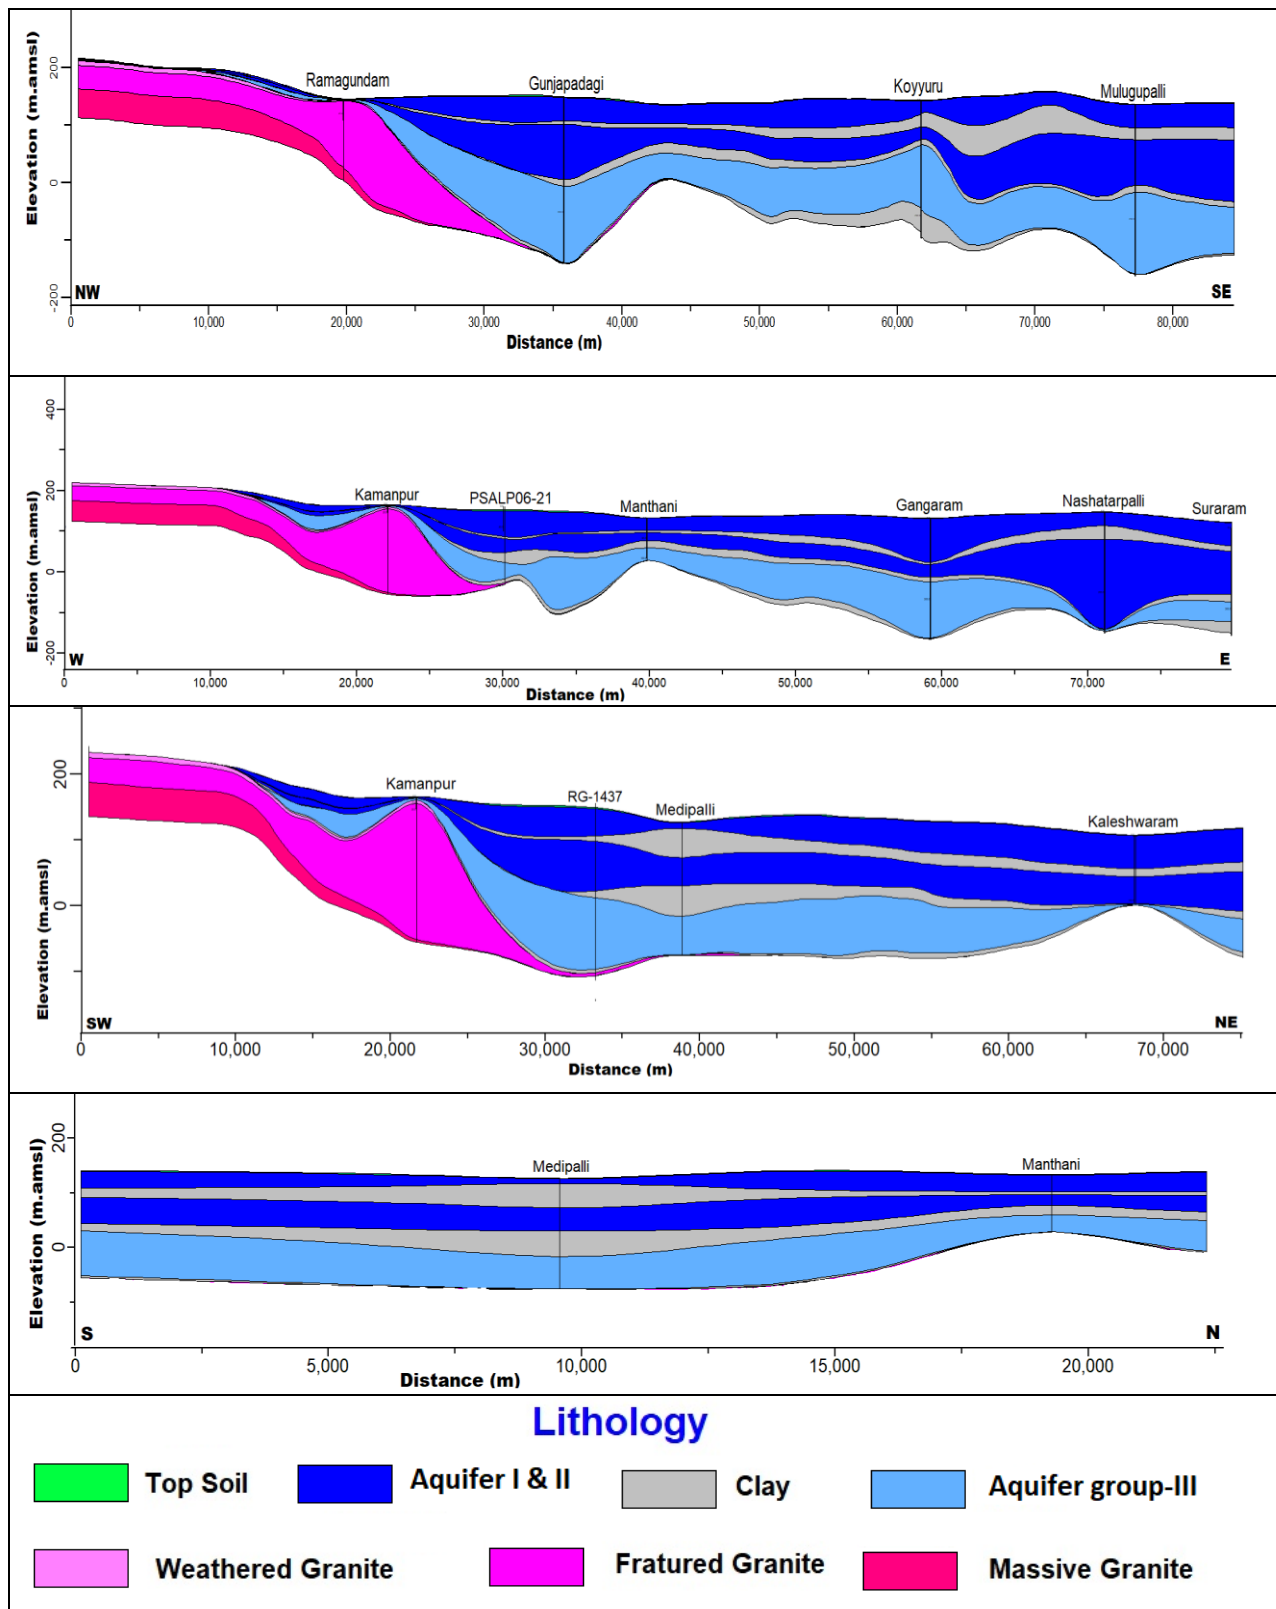 Elevation (m.amsl)
200
0
-200
Ramagundam
Gunjapadagi
Koyyuru
Mulugupalli
NW
SE
0 10,000 20,000 30,000 40,000 50,000 60,000 70,000 80,000
Distance (m)
Elevation (m.amsl)
400
200
0
-200
Kamanpur
PSALP06-21
Manthani
Gangaram
Nashatarpalli
Suraram
W
E
0 10,000 20,000 30,000 40,000 50,000 60,000 70,000
Distance (m)
Elevation (m.amsl)
200
0
Kamanpur
RG-1437
Medipalli
Kaleshwaram
SW
NE
0 10,000 20,000 30,000 40,000 50,000 60,000 70,000
Distance (m)
Elevation (m.amsl)
200
0
Medipalli
Manthani
S
N
0 5,000 10,000 15,000 20,000
Distance (m)
Lithology
Top Soil
Aquifer I & II
Clay
Aquifer group-III
Weathered Granite
Fratured Granite
Massive Granite